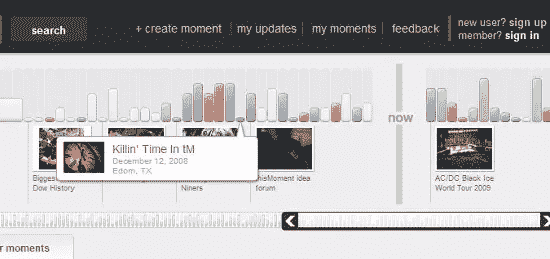 search
+ create moment
my updates
my moments
feedback
new user? sign up
member? sign in
now
Killin' Time In tM
December 12, 2008
Edom, TX
Biggest
Dow History
Niners
thisMoment idea
forum
AC/DC Black Ice
World Tour 2009
r moments